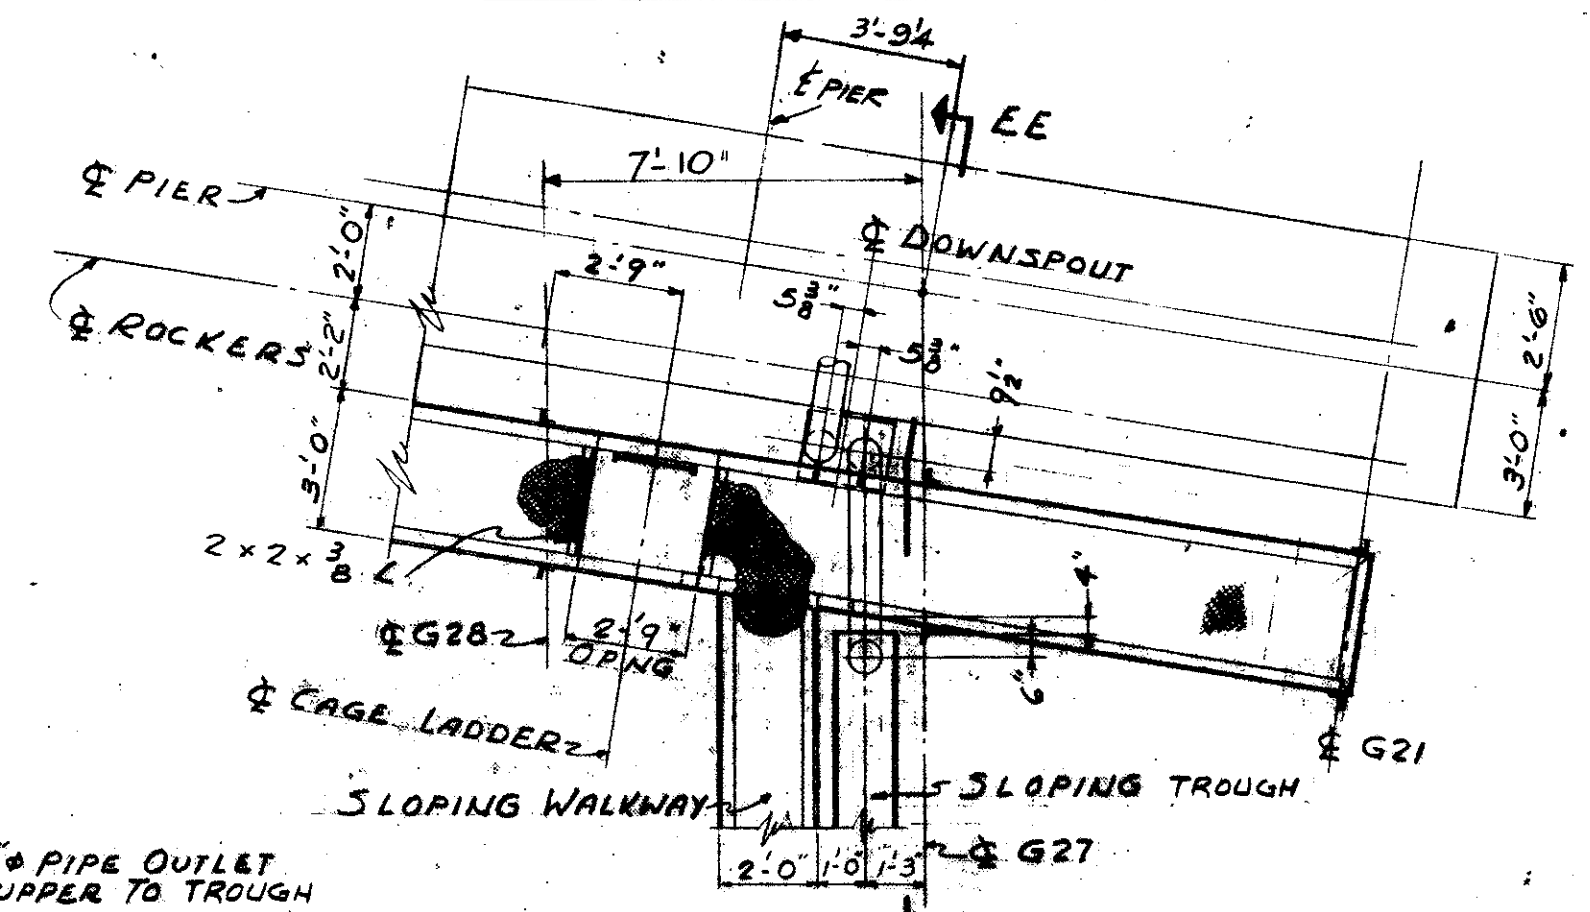 3'-9¼
℄ PIER
EE
7'-10"
℄ PIER
2'-0"
℄ DOWNSPOUT
2'-9"
5⅜"
2'-6"
℄ ROCKERS
2'-2"
5⅜"
9½"
3'-0"
3'-0"
2 x 2 x ⅜ L
4"
℄ G28
2'-9"
OPNG
6"
℄ CAGE LADDER
℄ G21
SLOPING WALKWAY
SLOPING TROUGH
℄ G27
2'-0" 1'-0" 1'-3"
"ϕ PIPE OUTLET
UPPER TO TROUGH